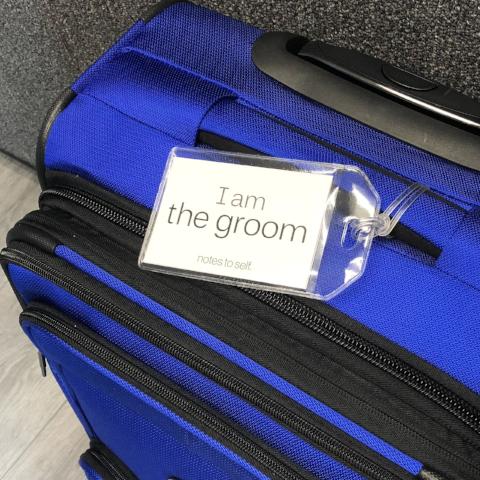 I am
the groom
notes to self.